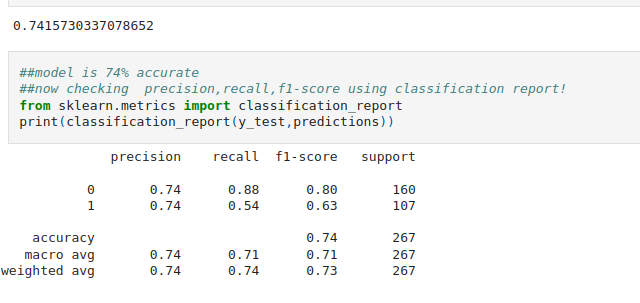 0.7415730337078652
##model is 74% accurate
##now checking  precision,recall,f1-score using classification report!
from sklearn.metrics import classification_report
print(classification_report(y_test,predictions))
precision    recall  f1-score   support
0       0.74      0.88      0.80       160
1       0.74      0.54      0.63       107
accuracy                           0.74       267
macro avg       0.74      0.71      0.71       267
weighted avg       0.74      0.74      0.73       267